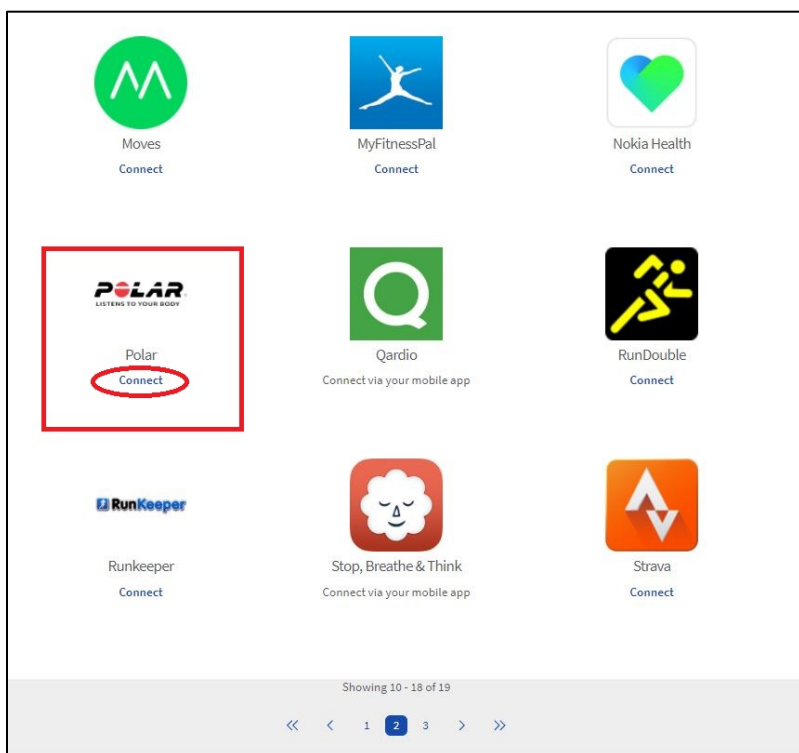 Moves
MyFitnessPal
Nokia Health
Connect
Connect
Connect
POLAR
LISTENS TO YOUR BODY
Polar
Qardio
RunDouble
Connect
Connect via your mobile app
Connect
RunKeeper
Runkeeper
Stop, Breathe & Think
Strava
Connect
Connect via your mobile app
Connect
Showing 10 - 18 of 19
« < 1 2 3 > »